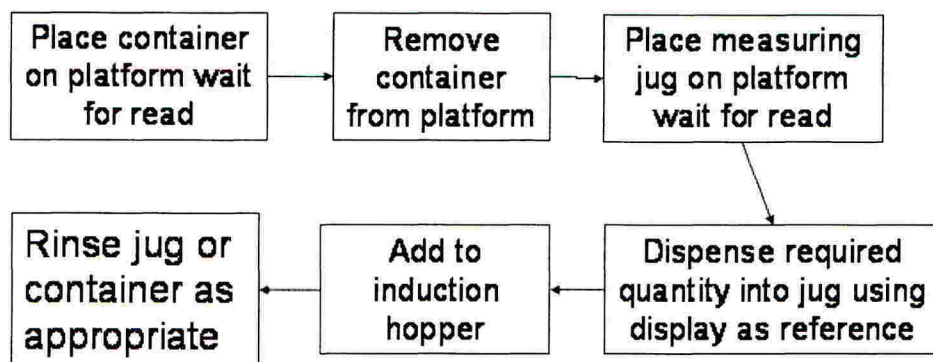 Place container
on platform wait
for read
Remove
container
from platform
Place measuring
jug on platform
wait for read
Dispense required
quantity into jug using
display as reference
Add to
induction
hopper
Rinse jug or
container as
appropriate